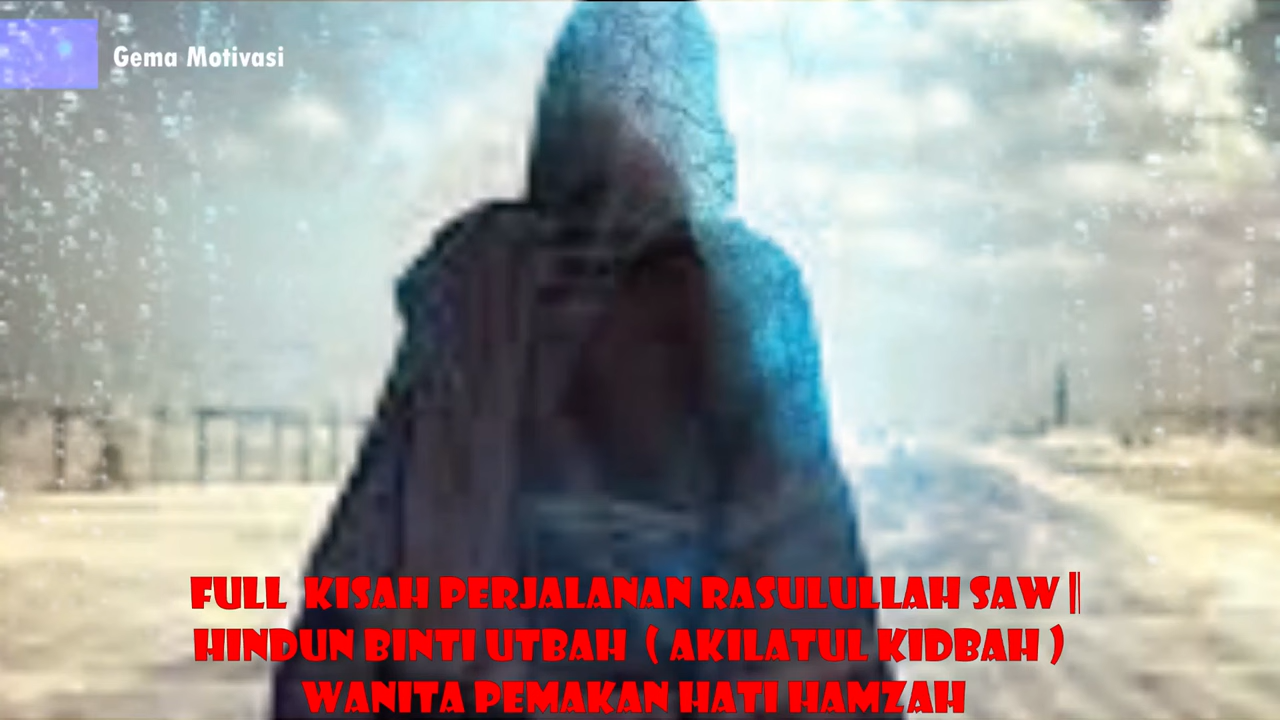 Gema Motivasi
FULL KISAH PERJALANAN RASULULLAH SAW ||
HINDUN BINTI UTBAH ( AKILATUL KIDBAH )
WANITA PEMAKAN HATI HAMZAH